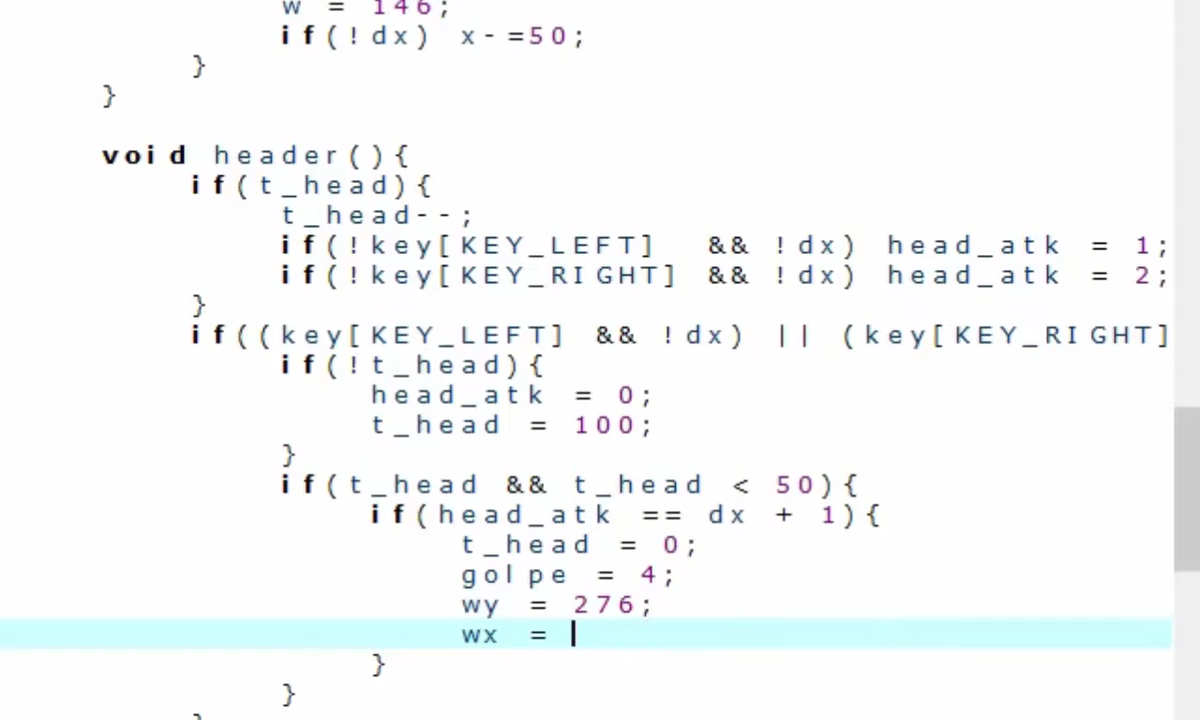 w = 146;
if(!dx) x-=50;
}
}
void header(){
if(t_head){
t_head--;
if(!key[KEY_LEFT] && !dx) head_atk = 1;
if(!key[KEY_RIGHT] && !dx) head_atk = 2;
}
if((key[KEY_LEFT] && !dx) || (key[KEY_RIGHT]
if(!t_head){
head_atk = 0;
t_head = 100;
}
if(t_head && t_head < 50){
if(head_atk == dx + 1){
t_head = 0;
golpe = 4;
wy = 276;
wx =
}
}
}